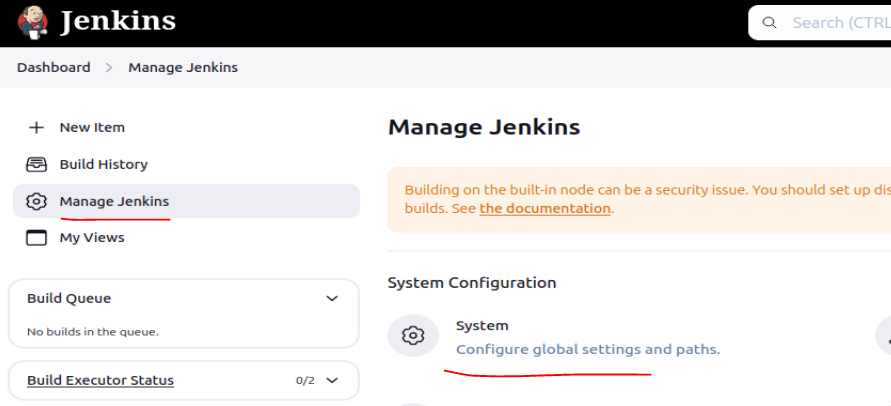 Jenkins
Search (CTRL
Dashboard > Manage Jenkins
New Item
Build History
Manage Jenkins
My Views
Build Queue
No builds in the queue.
Build Executor Status 0/2
Manage Jenkins
Building on the built-in node can be a security issue. You should set up dis
builds. See the documentation.
System Configuration
System
Configure global settings and paths.